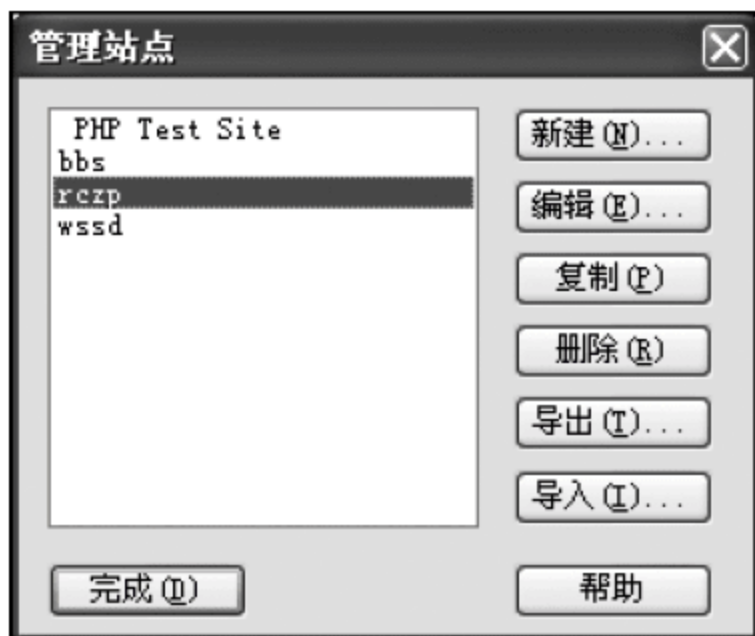 管理站点
PHP Test Site
bbs
rczp
wssd
新建(N)...
编辑(E)...
复制(P)
删除(R)
导出(T)...
导入(I)...
完成(D)
帮助